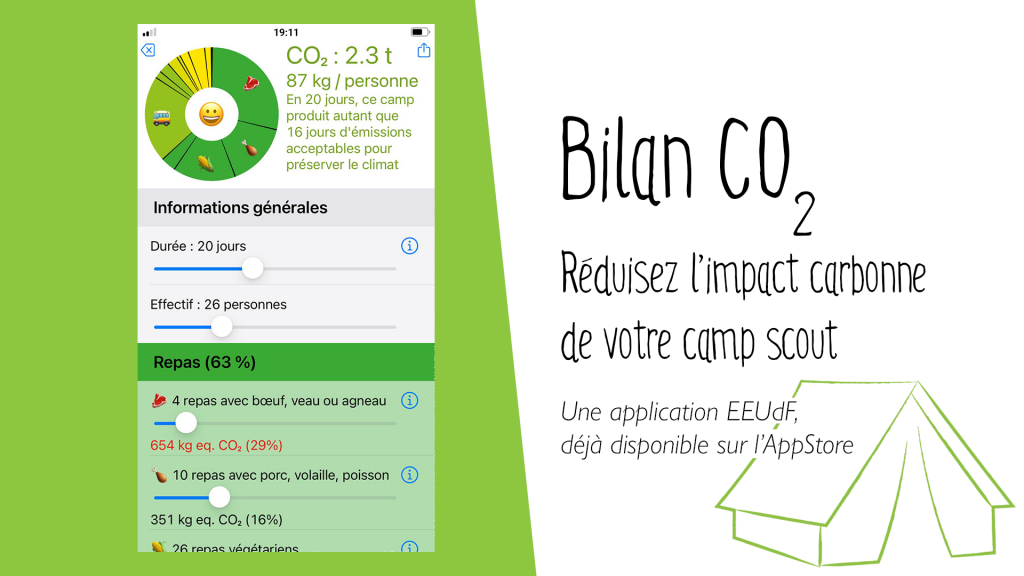 19:11
CO₂ : 2.3 t
87 kg / personne
En 20 jours, ce camp
produit autant que
16 jours d'émissions
acceptables pour
préserver le climat
Informations générales
Durée : 20 jours
Effectif : 26 personnes
Repas (63 %)
4 repas avec bœuf, veau ou agneau
654 kg eq. CO₂ (29%)
10 repas avec porc, volaille, poisson
351 kg eq. CO₂ (16%)
26 repas végétariens
Bilan CO₂
Réduisez l'impact carbonne
de votre camp scout
Une application EEUdF,
déjà disponible sur l'AppStore